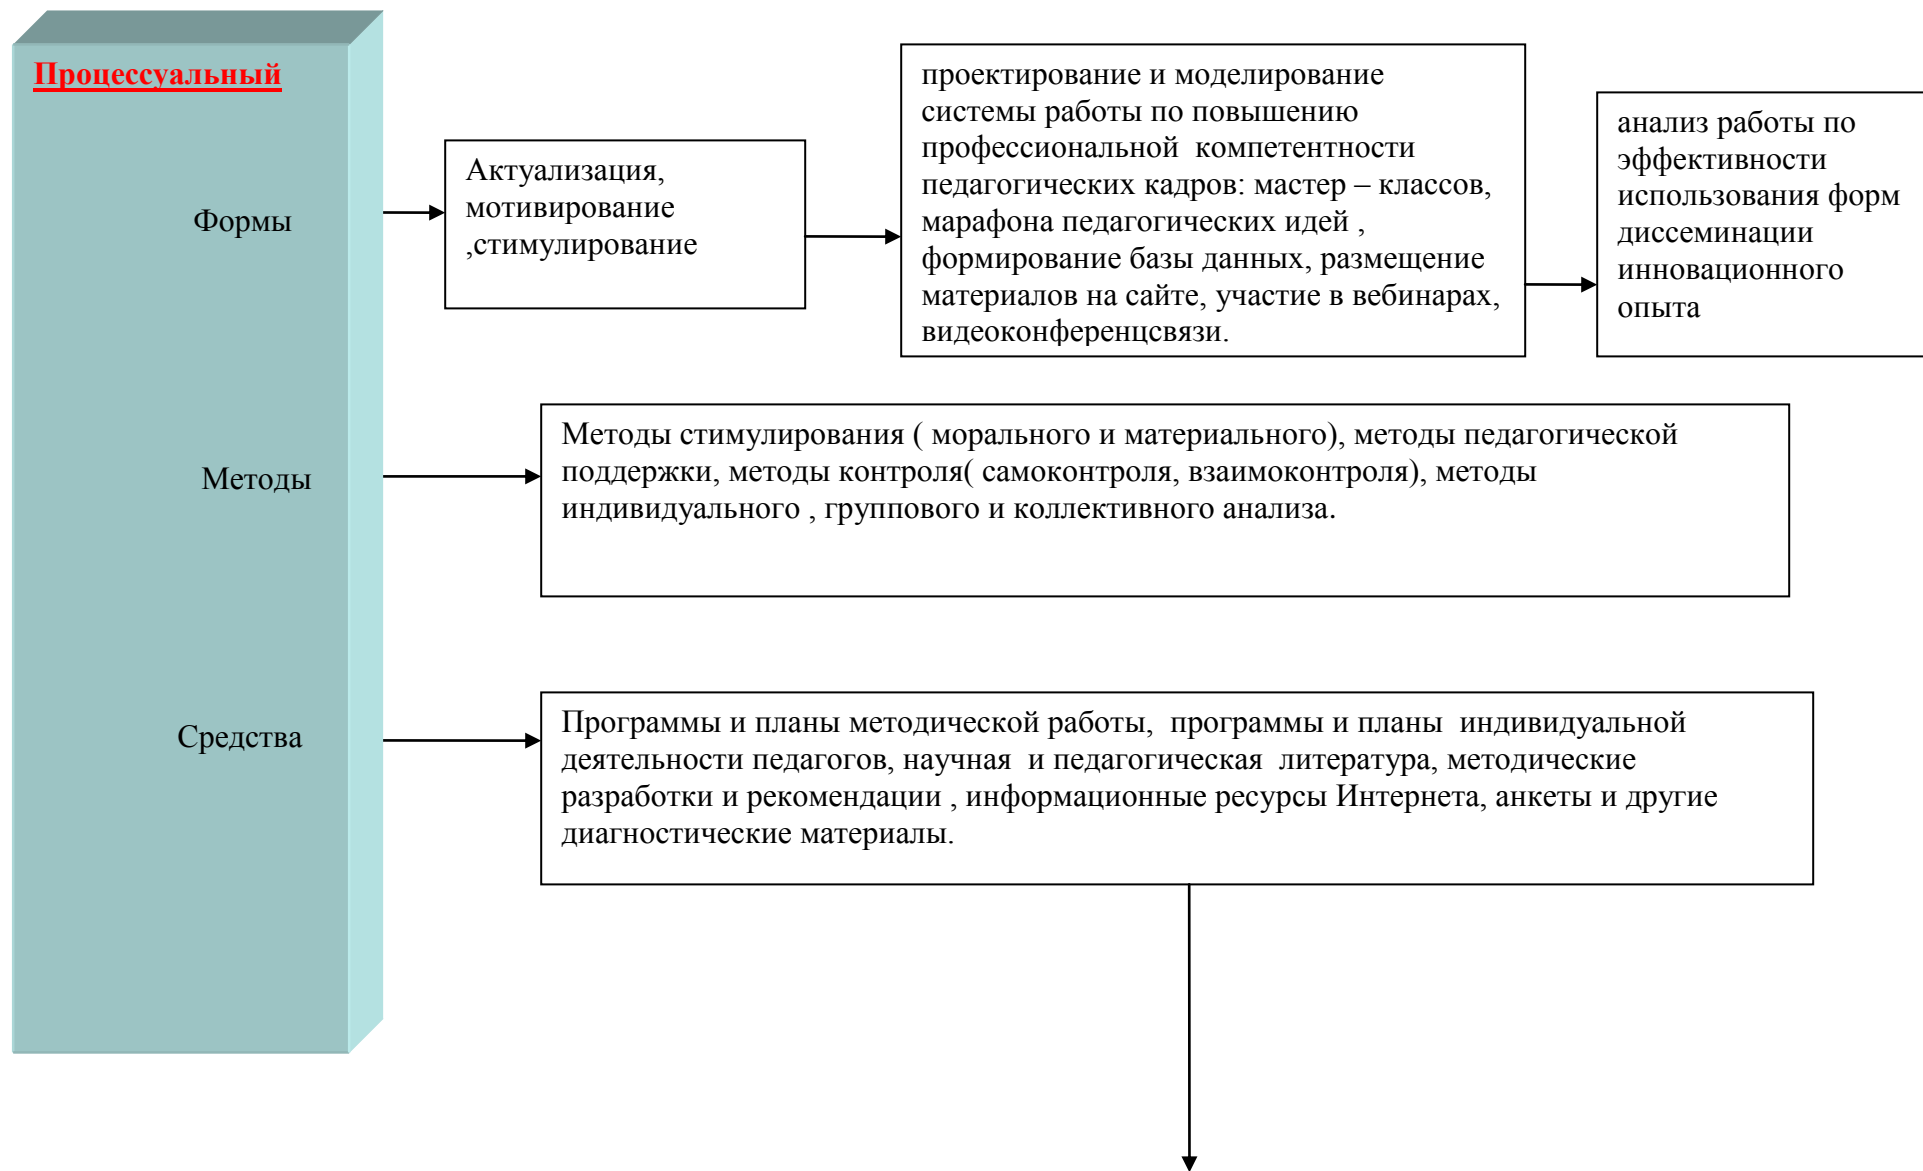 Процессуальный
Формы
Актуализация,
мотивирование
,стимулирование
проектирование и моделирование
системы работы по повышению
профессиональной  компетентности
педагогических кадров: мастер – классов,
марафона педагогических идей ,
формирование базы данных, размещение
материалов на сайте, участие в вебинарах,
видеоконференцсвязи.
анализ работы по
эффективности
использования форм
диссеминации
инновационного
опыта
Методы
Методы стимулирования ( морального и материального), методы педагогической
поддержки, методы контроля( самоконтроля, взаимоконтроля), методы
индивидуального , группового и коллективного анализа.
Средства
Программы и планы методической работы,  программы и планы  индивидуальной
деятельности педагогов, научная  и педагогическая  литература, методические
разработки и рекомендации , информационные ресурсы Интернета, анкеты и другие
диагностические материалы.